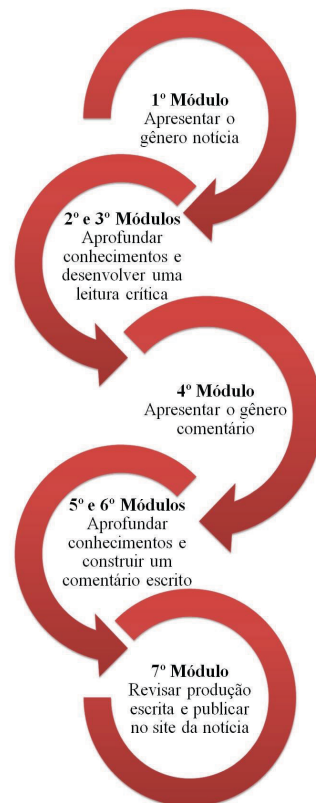 1º Módulo
Apresentar o
gênero notícia
2º e 3º Módulos
Aprofundar
conhecimentos e
desenvolver uma
leitura crítica
4º Módulo
Apresentar o gênero
comentário
5º e 6º Módulos
Aprofundar
conhecimentos e
construir um
comentário escrito
7º Módulo
Revisar produção
escrita e publicar
no site da notícia